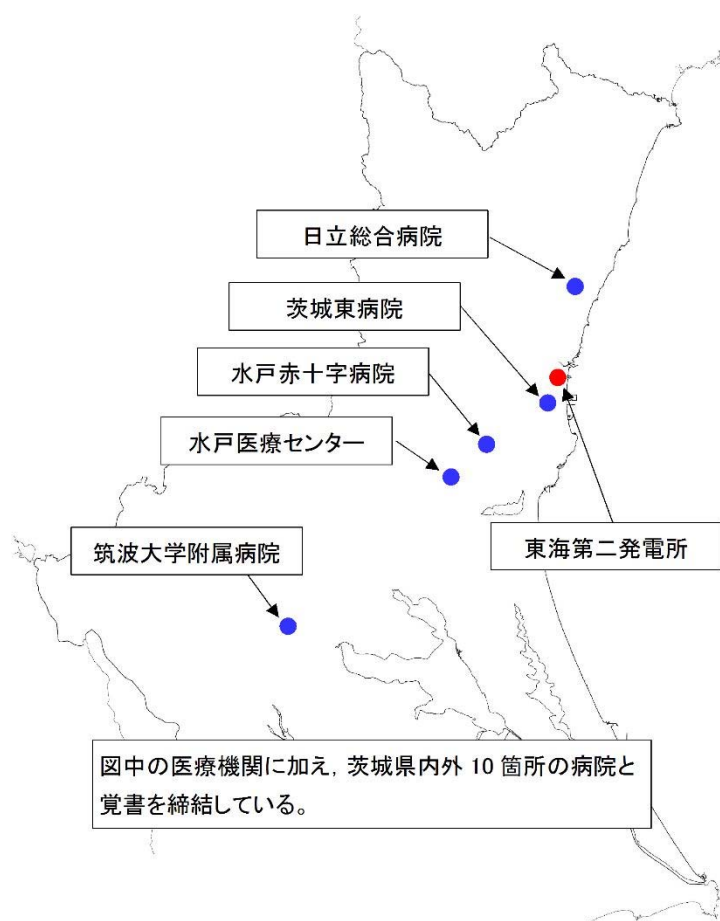 日立総合病院
茨城東病院
水戸赤十字病院
水戸医療センター
筑波大学附属病院
東海第二発電所
図中の医療機関に加え，茨城県内外 10 箇所の病院と
覚書を締結している。